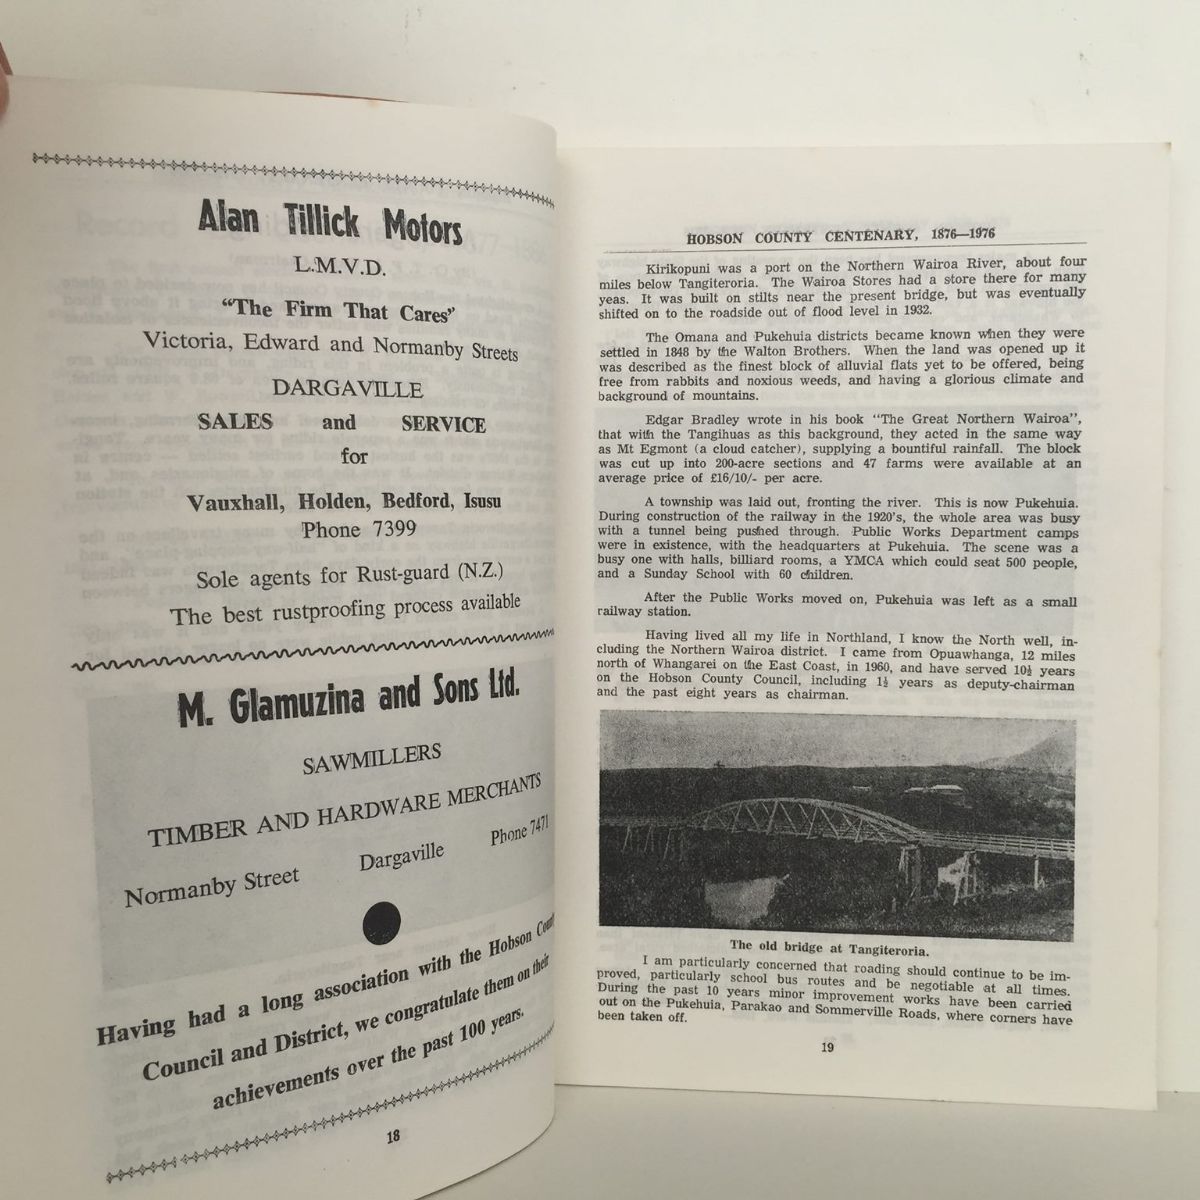 Alan Tillick Motors
L.M.V.D.
"The Firm That Cares"
Victoria, Edward and Normanby Streets
DARGAVILLE
SALES and SERVICE
for
Vauxhall, Holden, Bedford, Isusu
Phone 7399
Sole agents for Rust-guard (N.Z.)
The best rustproofing process available
M. Glamuzina and Sons Ltd.
SAWMILLERS
TIMBER AND HARDWARE MERCHANTS
Normanby Street Dargaville Phone 7471
Having had a long association with the Hobson
Council and District, we congratulate them on their
achievements over the past 100 years.
18
HOBSON COUNTY CENTENARY, 1876—1976
Kirikopuni was a port on the Northern Wairoa River, about four
miles below Tangiteroria. The Wairoa Stores had a store there for many
yeas. It was built on stilts near the present bridge, but was eventually
shifted on to the roadside out of flood level in 1932.
The Omana and Pukehuia districts became known when they were
settled in 1848 by the Walton Brothers. When the land was opened up it
was described as the finest block of alluvial flats yet to be offered, being
free from rabbits and noxious weeds, and having a glorious climate and
background of mountains.
Edgar Bradley wrote in his book "The Great Northern Wairoa",
that with the Tangihuas as this background, they acted in the same way
as Mt Egmont (a cloud catcher), supplying a bountiful rainfall. The block
was cut up into 200-acre sections and 47 farms were available at an
average price of £16/10/- per acre.
A township was laid out, fronting the river. This is now Pukehuia.
During construction of the railway in the 1920's, the whole area was busy
with a tunnel being pushed through. Public Works Department camps
were in existence, with the headquarters at Pukehuia. The scene was a
busy one with halls, billiard rooms, a YMCA which could seat 500 people,
and a Sunday School with 60 children.
After the Public Works moved on, Pukehuia was left as a small
railway station.
Having lived all my life in Northland, I know the North well, in-
cluding the Northern Wairoa district. I came from Opuawhanga, 12 miles
north of Whangarei on the East Coast, in 1960, and have served 10½ years
on the Hobson County Council, including 1½ years as deputy-chairman
and the past eight years as chairman.
The old bridge at Tangiteroria.
I am particularly concerned that roading should continue to be im-
proved, particularly school bus routes and be negotiable at all times.
During the past 10 years minor improvement works have been carried
out on the Pukehuia, Parakao and Sommerville Roads, where corners have
been taken off.
19